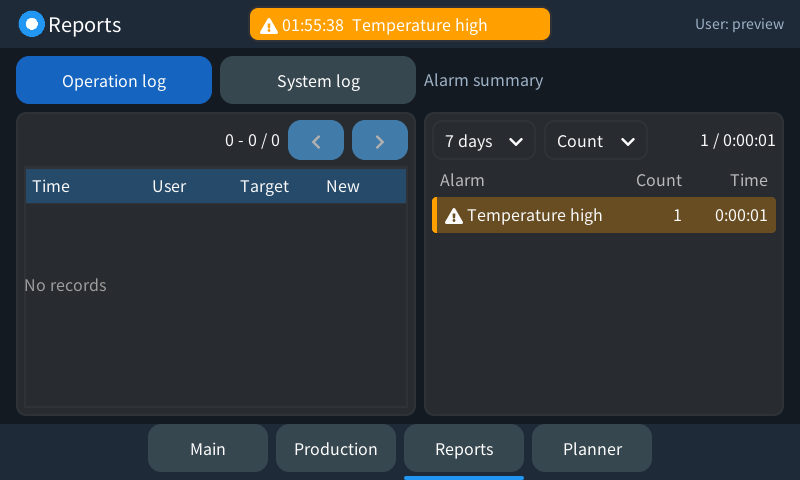 Reports
01:55:38 Temperature high
User: preview
Operation log
System log
Alarm summary
0 - 0 / 0
7 days
Count
1 / 0:00:01
Time User Target New
Alarm Count Time
Temperature high 1 0:00:01
No records
Main
Production
Reports
Planner